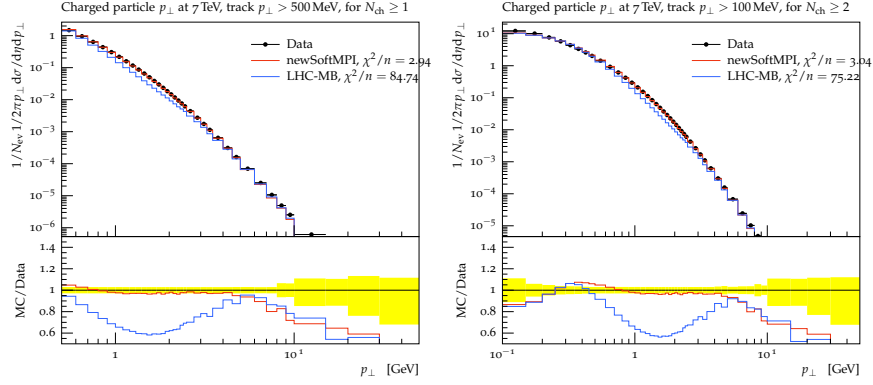 Charged particle p⊥ at 7 TeV, track p⊥ > 500 MeV, for Nch ≥ 1
Data
newSoftMPI, χ²/n = 2.94
LHC-MB, χ²/n = 84.74
1
10⁻¹
10⁻²
10⁻³
10⁻⁴
10⁻⁵
10⁻⁶
1/Nev 1/2πp⊥ dσ/dηdp⊥
1.4
1.2
1
0.8
0.6
MC/Data
1
10¹
p⊥ [GeV]
Charged particle p⊥ at 7 TeV, track p⊥ > 100 MeV, for Nch ≥ 2
Data
newSoftMPI, χ²/n = 3.04
LHC-MB, χ²/n = 75.22
10¹
1
10⁻¹
10⁻²
10⁻³
10⁻⁴
10⁻⁵
1/Nev 1/2πp⊥ dσ/dηdp⊥
1.4
1.2
1
0.8
0.6
MC/Data
10⁻¹
1
10¹
p⊥ [GeV]